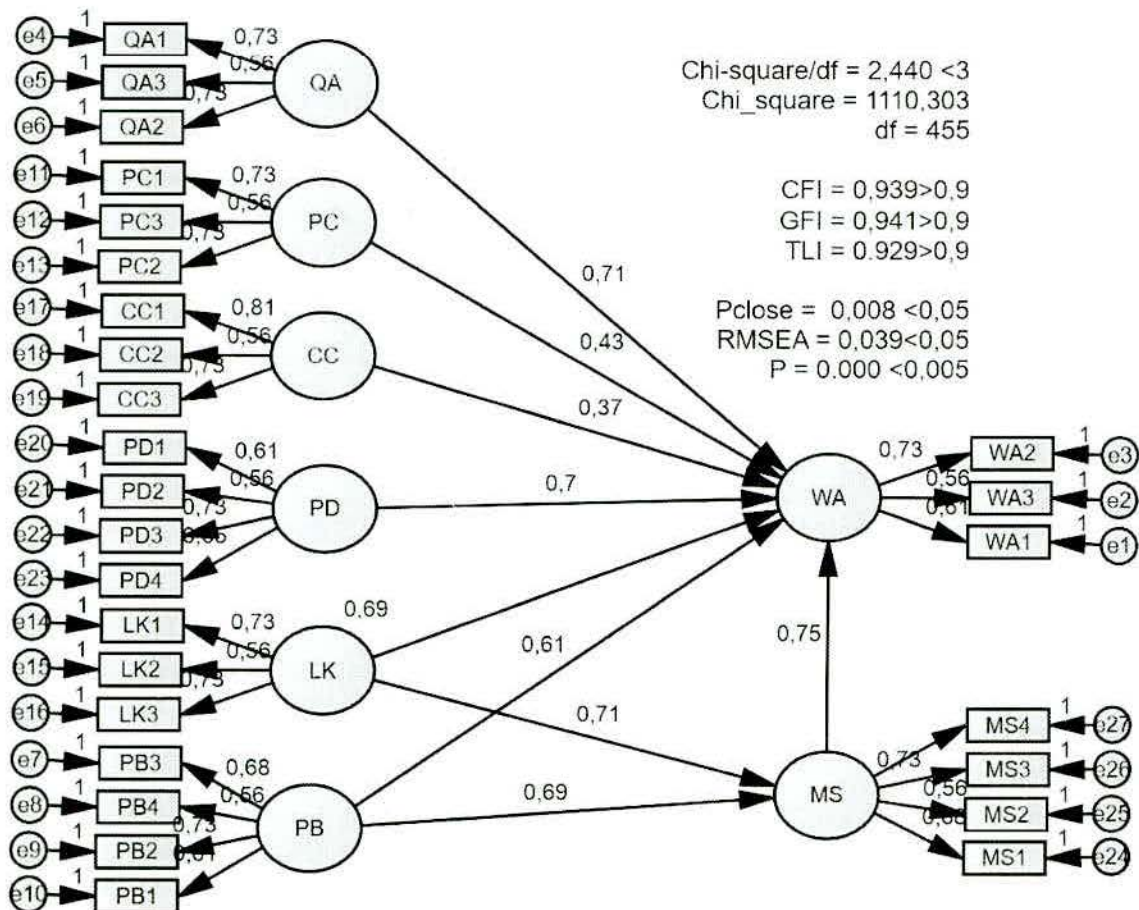 e4 1 QA1 0,73
e5 1 QA3 0,56
e6 1 QA2 0,73
QA
e11 1 PC1 0,73
e12 1 PC3 0,56
e13 1 PC2 0,73
PC
e17 1 CC1 0,81
e18 1 CC2 0,56
e19 1 CC3 0,73
CC
e20 1 PD1 0,61
e21 1 PD2 0,56
e22 1 PD3 0,73
e23 1 PD4
PD
e14 1 LK1 0,73
e15 1 LK2 0,56
e16 1 LK3 0,73
LK
e7 1 PB3 0,68
e8 1 PB4 0,56
e9 1 PB2 0,73
e10 1 PB1 0,61
PB
0,71
0,43
0,37
0,7
0,69
0,61
0,71
0,69
0,75
Chi-square/df = 2,440 <3
Chi_square = 1110,303
df = 455
CFI = 0,939>0,9
GFI = 0,941>0,9
TLI = 0.929>0,9
Pclose = 0,008 <0,05
RMSEA = 0,039<0,05
P = 0.000 <0,005
WA
0,73 WA2 1 e3
0,56 WA3 1 e2
0,61 WA1 1 e1
MS
MS4 1 e27
0,73 MS3 1 e26
0,56 MS2 1 e25
0,68 MS1 1 e24